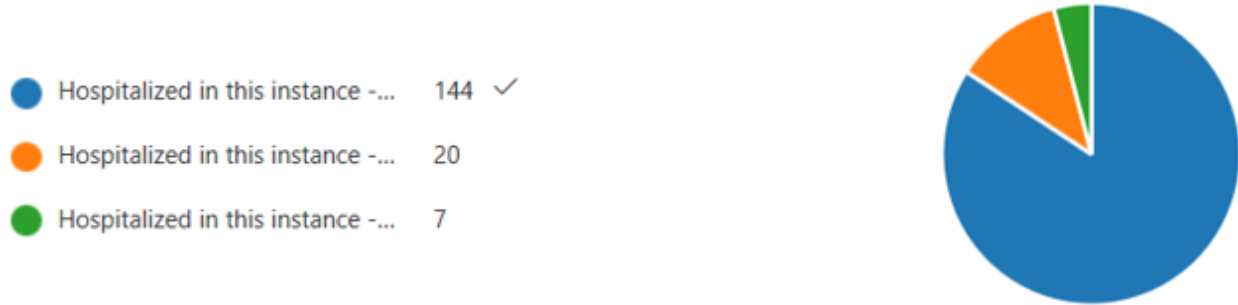 Hospitalized in this instance -... 144
Hospitalized in this instance -... 20
Hospitalized in this instance -... 7